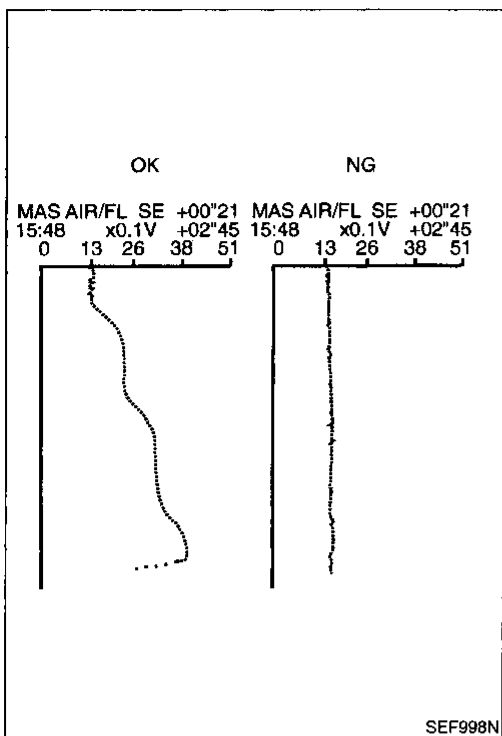 OK
MAS AIR/FL SE +00"21
15:48 x0.1V +02"45
0 13 26 38 51
NG
MAS AIR/FL SE +00"21
15:48 x0.1V +02"45
0 13 26 38 51
SEF998N